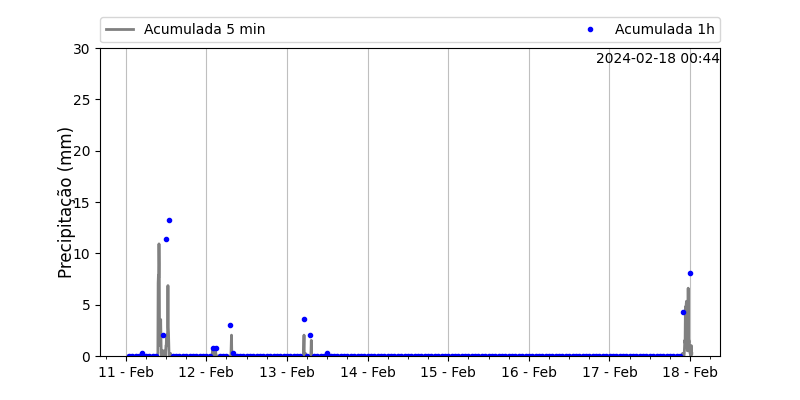 Acumulada 5 min
Acumulada 1h
2024-02-18 00:44
Precipitação (mm)
30
25
20
15
10
5
0
11 - Feb
12 - Feb
13 - Feb
14 - Feb
15 - Feb
16 - Feb
17 - Feb
18 - Feb